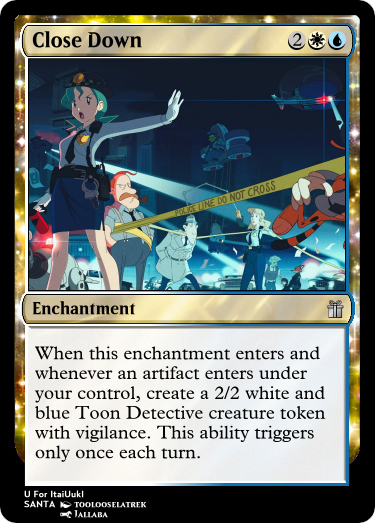 Close Down 2
POLICE LINE DO NOT CROSS
Enchantment
When this enchantment enters and
whenever an artifact enters under
your control, create a 2/2 white and
blue Toon Detective creature token
with vigilance. This ability triggers
only once each turn.
U For ItaiUukI
SANTA TOOLOOSELATREK
JALLABA